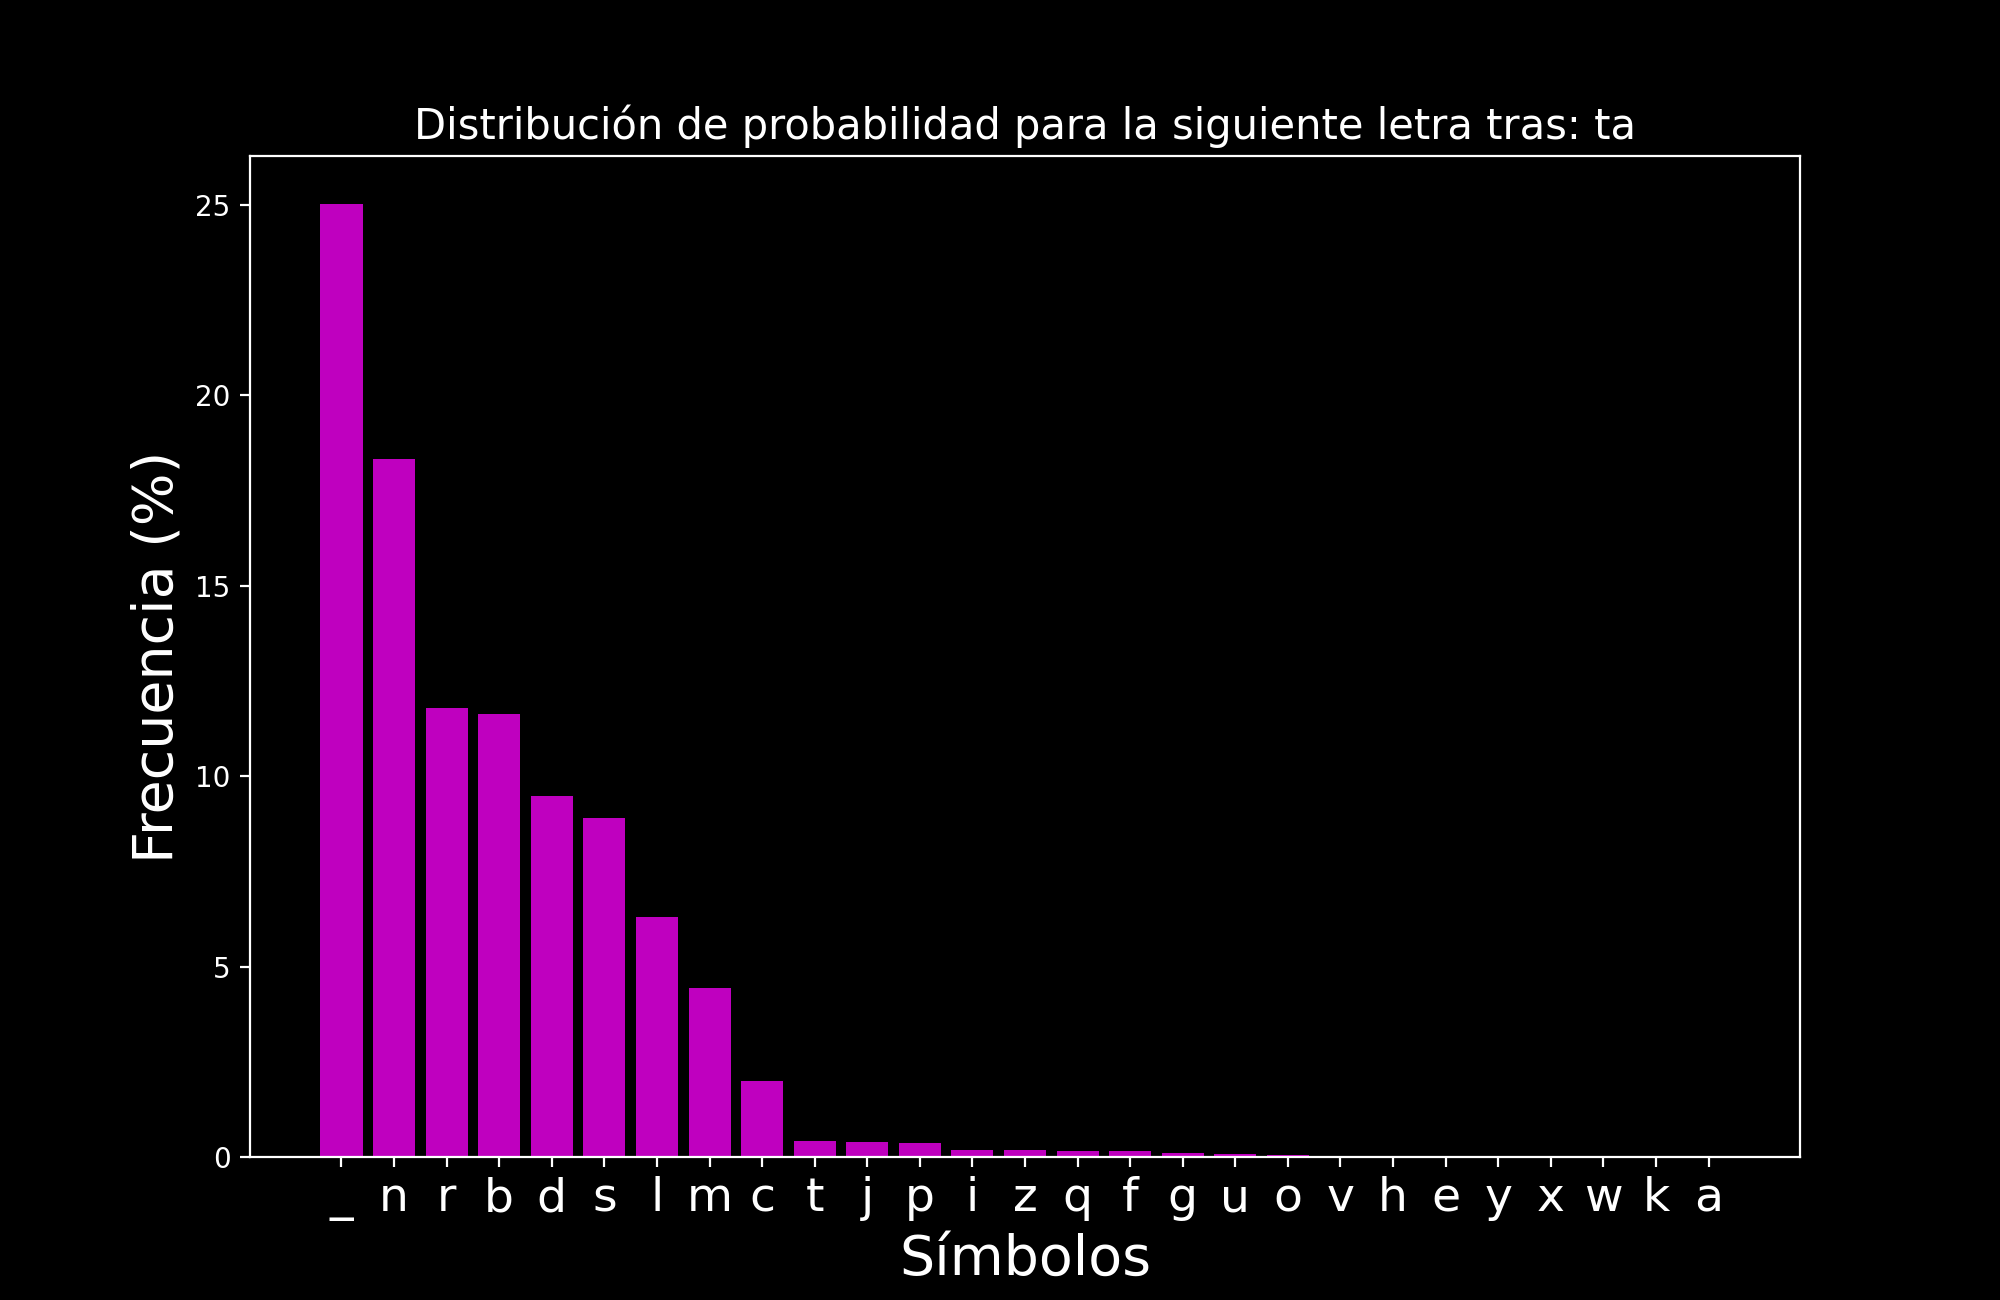 Distribución de probabilidad para la siguiente letra tras: ta
Frecuencia (%)
25
20
15
10
5
0
_ n r b d s l m c t j p i z q f g u o v h e y x w k a
Símbolos